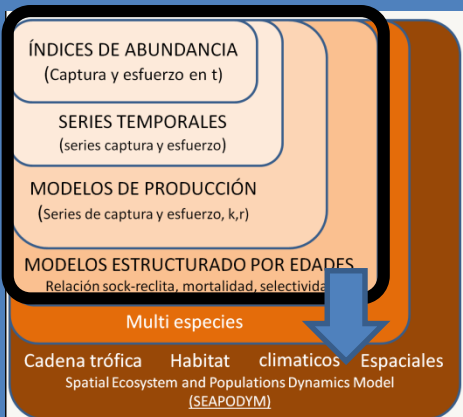 ÍNDICES DE ABUNDANCIA
(Captura y esfuerzo en t)
SERIES TEMPORALES
(series captura y esfuerzo)
MODELOS DE PRODUCCIÓN
(Series de captura y esfuerzo, k,r)
MODELOS ESTRUCTURADO POR EDADES
Relación sock-reclita, mortalidad,
Multi especies
Cadena trófica Habitat climaticos Espaciales
Spatial Ecosystem and Populations Dynamics Model
(SEAPODYM)